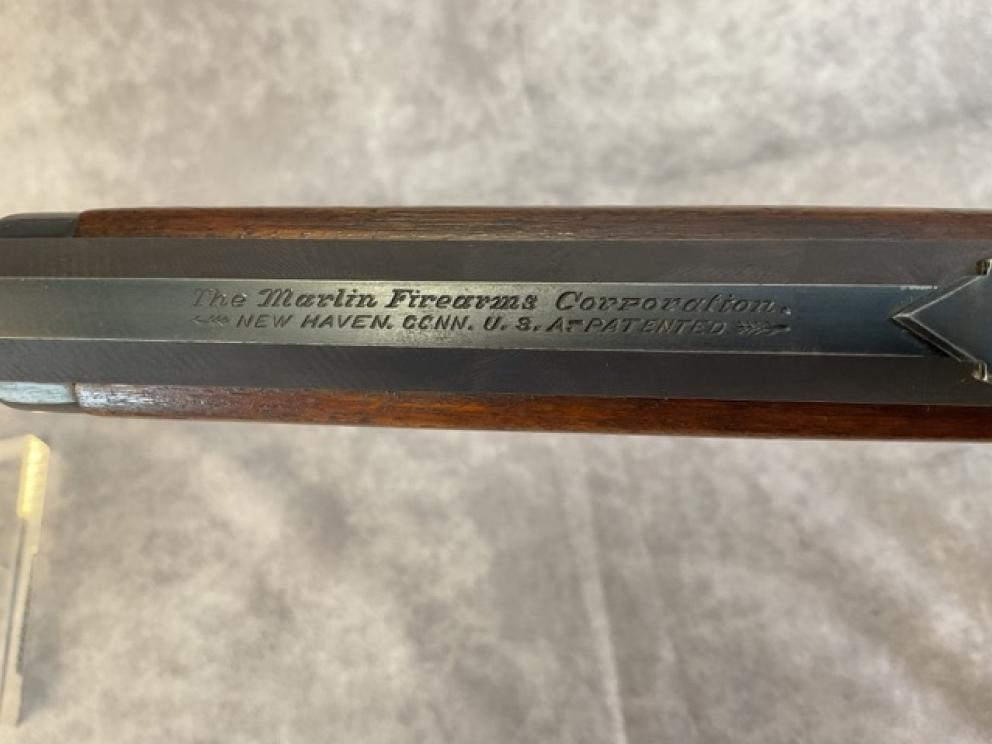 The Marlin Firearms Corporation.
NEW HAVEN. CONN. U. S. A-PATENTED